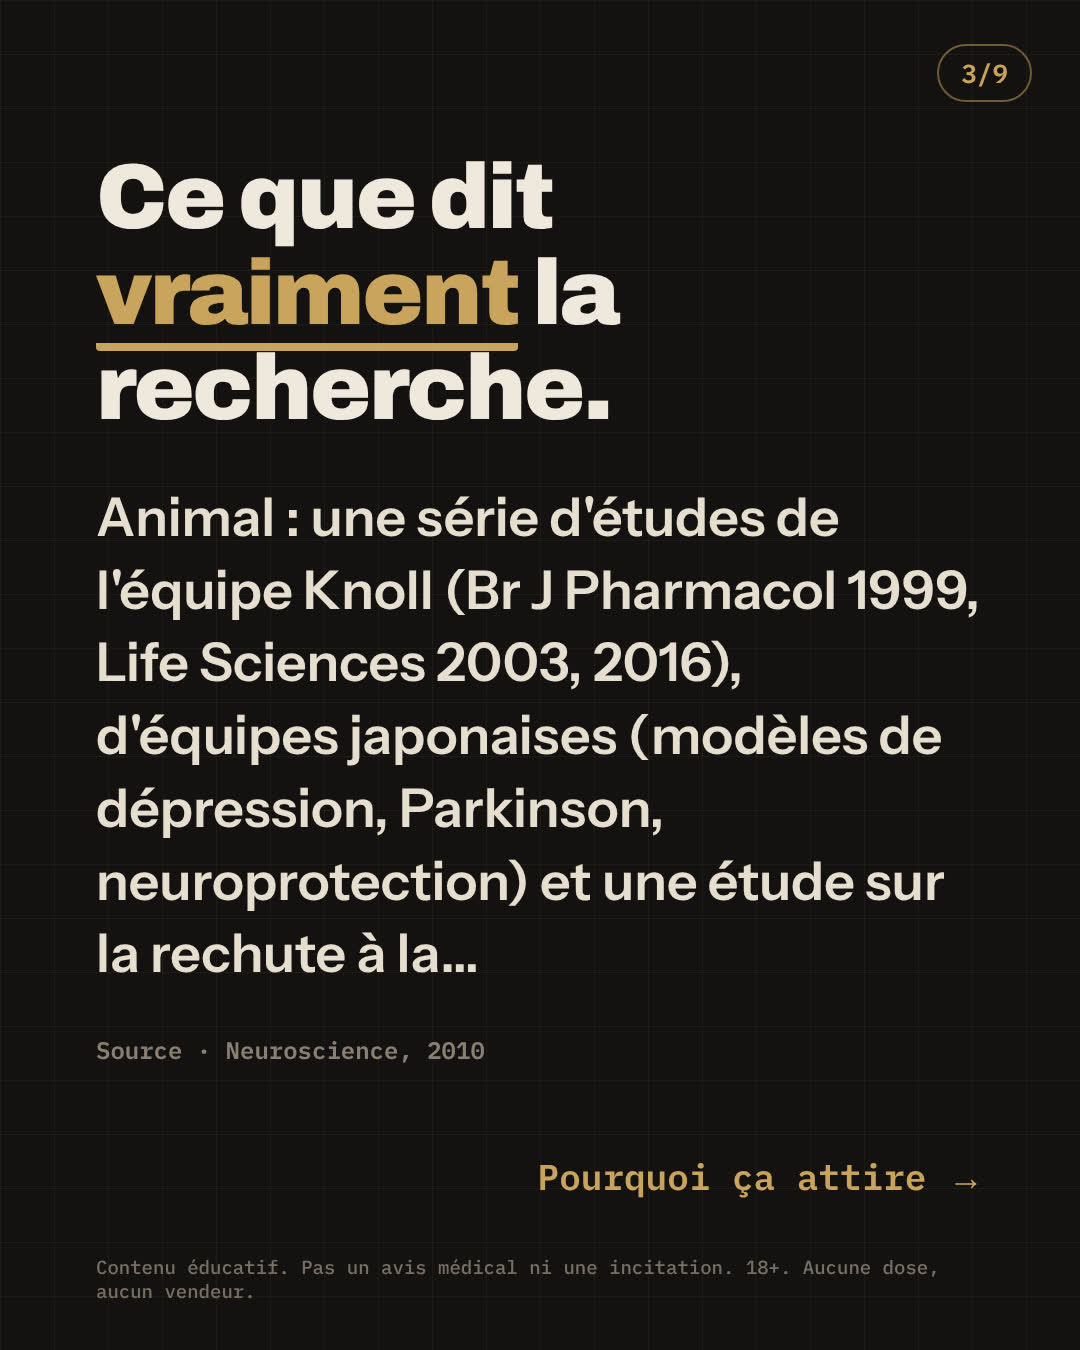 3/9
Ce que dit
vraiment la
recherche.
Animal : une série d'études de
l'équipe Knoll (Br J Pharmacol 1999,
Life Sciences 2003, 2016),
d'équipes japonaises (modèles de
dépression, Parkinson,
neuroprotection) et une étude sur
la rechute à la...
Source · Neuroscience, 2010
Pourquoi ça attire →
Contenu éducatif. Pas un avis médical ni une incitation. 18+. Aucune dose,
aucun vendeur.